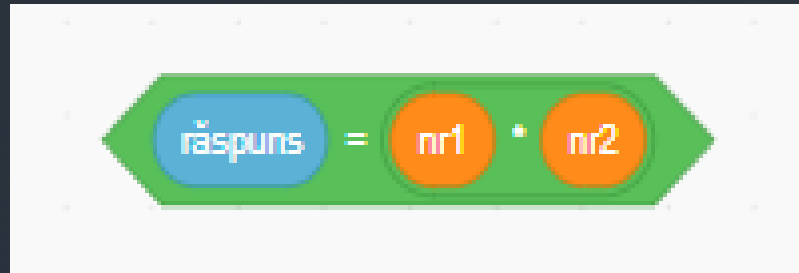 răspuns = nr1 * nr2